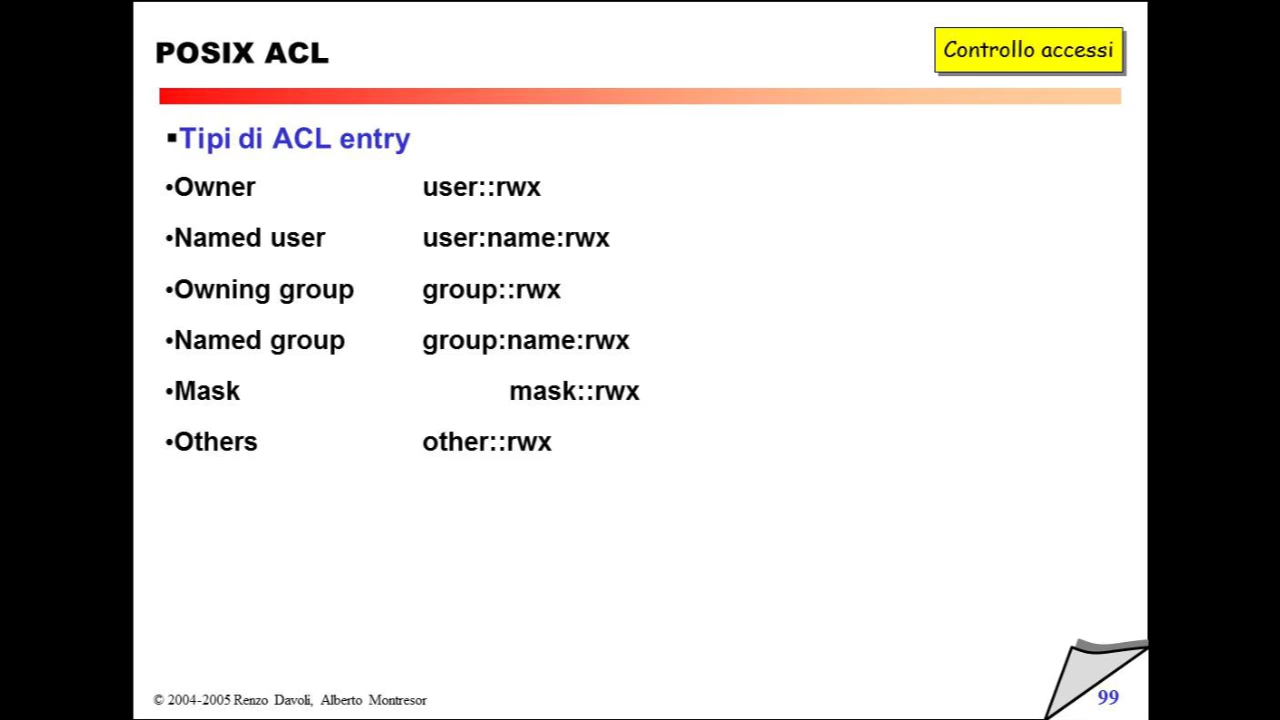 POSIX ACL
Controllo accessi
▪Tipi di ACL entry
•Owner user::rwx
•Named user user:name:rwx
•Owning group group::rwx
•Named group group:name:rwx
•Mask mask::rwx
•Others other::rwx
© 2004-2005 Renzo Davoli, Alberto Montresor
99